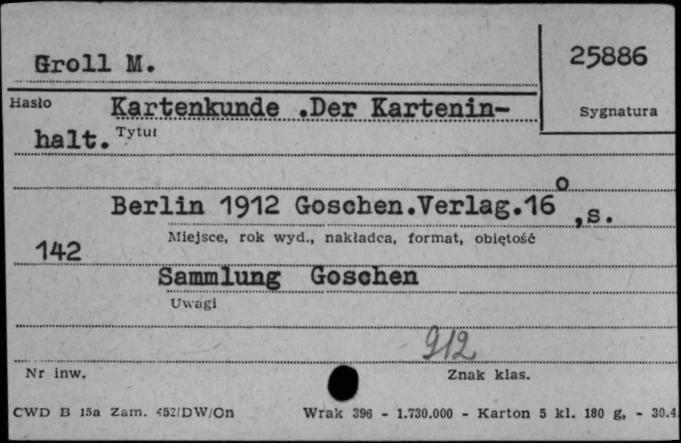 Groll M.
25886
Hasło
Kartenkunde .Der Kartenin-
Sygnatura
halt.
Tytuł
Berlin 1912 Goschen.Verlag.16°,s.
Miejsce, rok wyd., nakładca, format, objętość
142
Sammlung Goschen
Uwagi
912
Nr inw.
Znak klas.
CWD B 15a Zam. 452/DW/On Wrak 396 - 1.730.000 - Karton 5 kl. 180 g, - 30.4